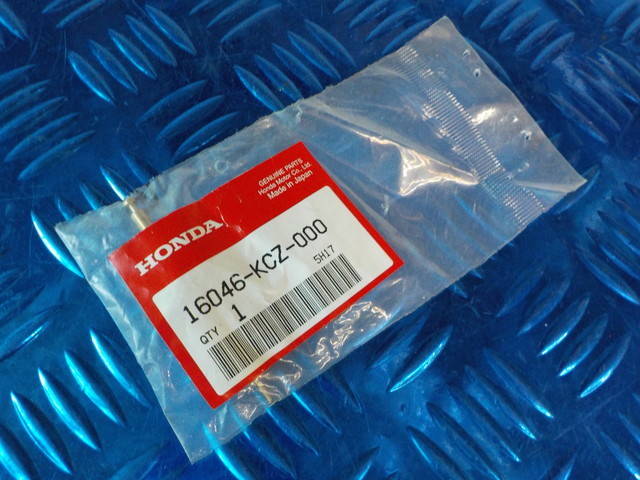 HONDA
GENUINE PARTS
Honda Motor Co., Ltd.
Made in Japan
16046-KCZ-000
QTY 1
5H17